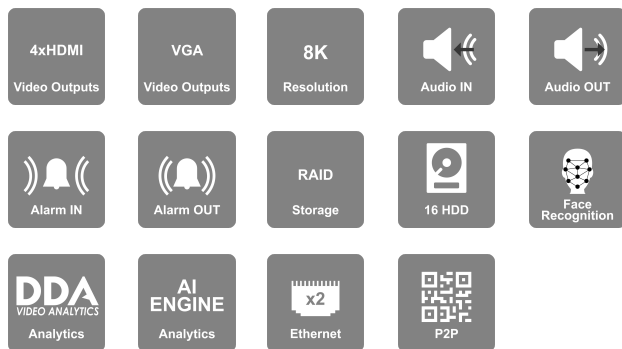 4xHDMI
Video Outputs
VGA
Video Outputs
8K
Resolution
Audio IN
Audio OUT
Alarm IN
Alarm OUT
RAID
Storage
16 HDD
Face
Recognition
DDA
VIDEO ANALYTICS
Analytics
AI
ENGINE
Analytics
x2
Ethernet
P2P